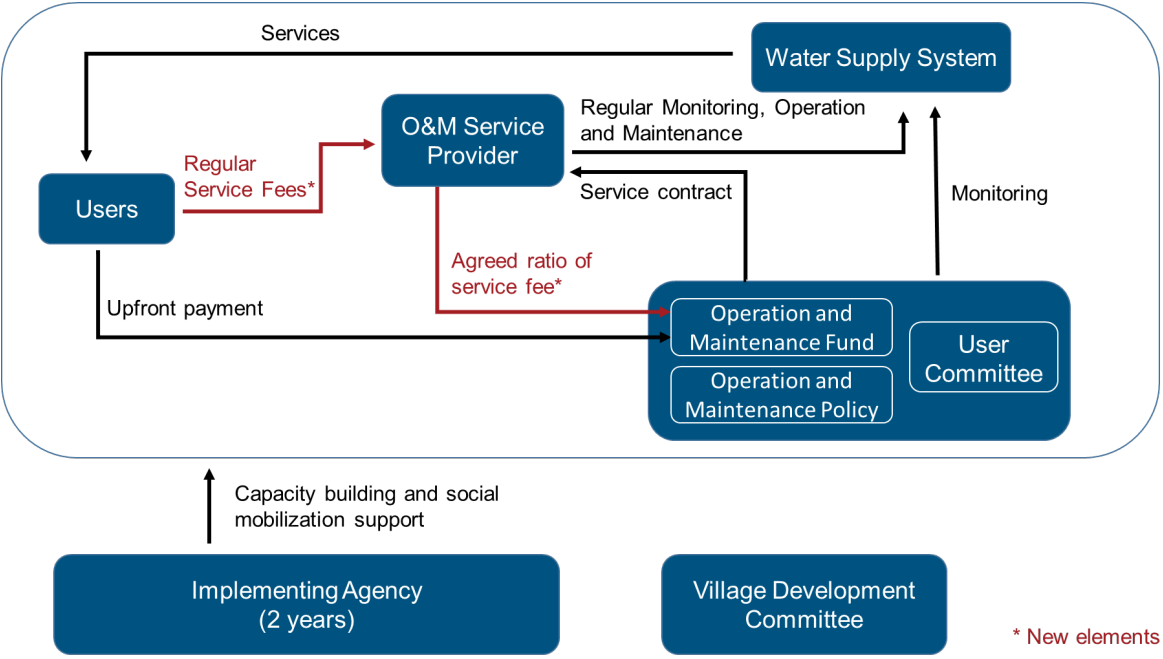 Services
Water Supply System
O&M Service
Provider
Regular Monitoring, Operation
and Maintenance
Regular
Service Fees*
Service contract
Monitoring
Users
Agreed ratio of
service fee*
Upfront payment
Operation and
Maintenance Fund
User
Committee
Operation and
Maintenance Policy
Capacity building and social
mobilization support
Implementing Agency
(2 years)
Village Development
Committee
* New elements